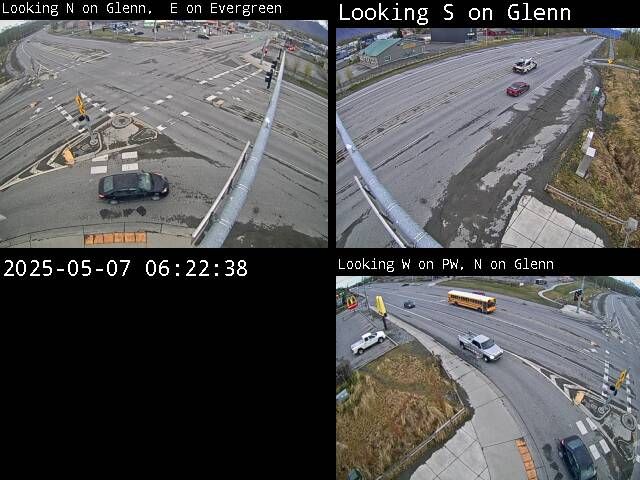 Looking N on Glenn,  E on Evergreen
Looking S on Glenn
2025-05-07 06:22:38
Looking W on PW, N on Glenn